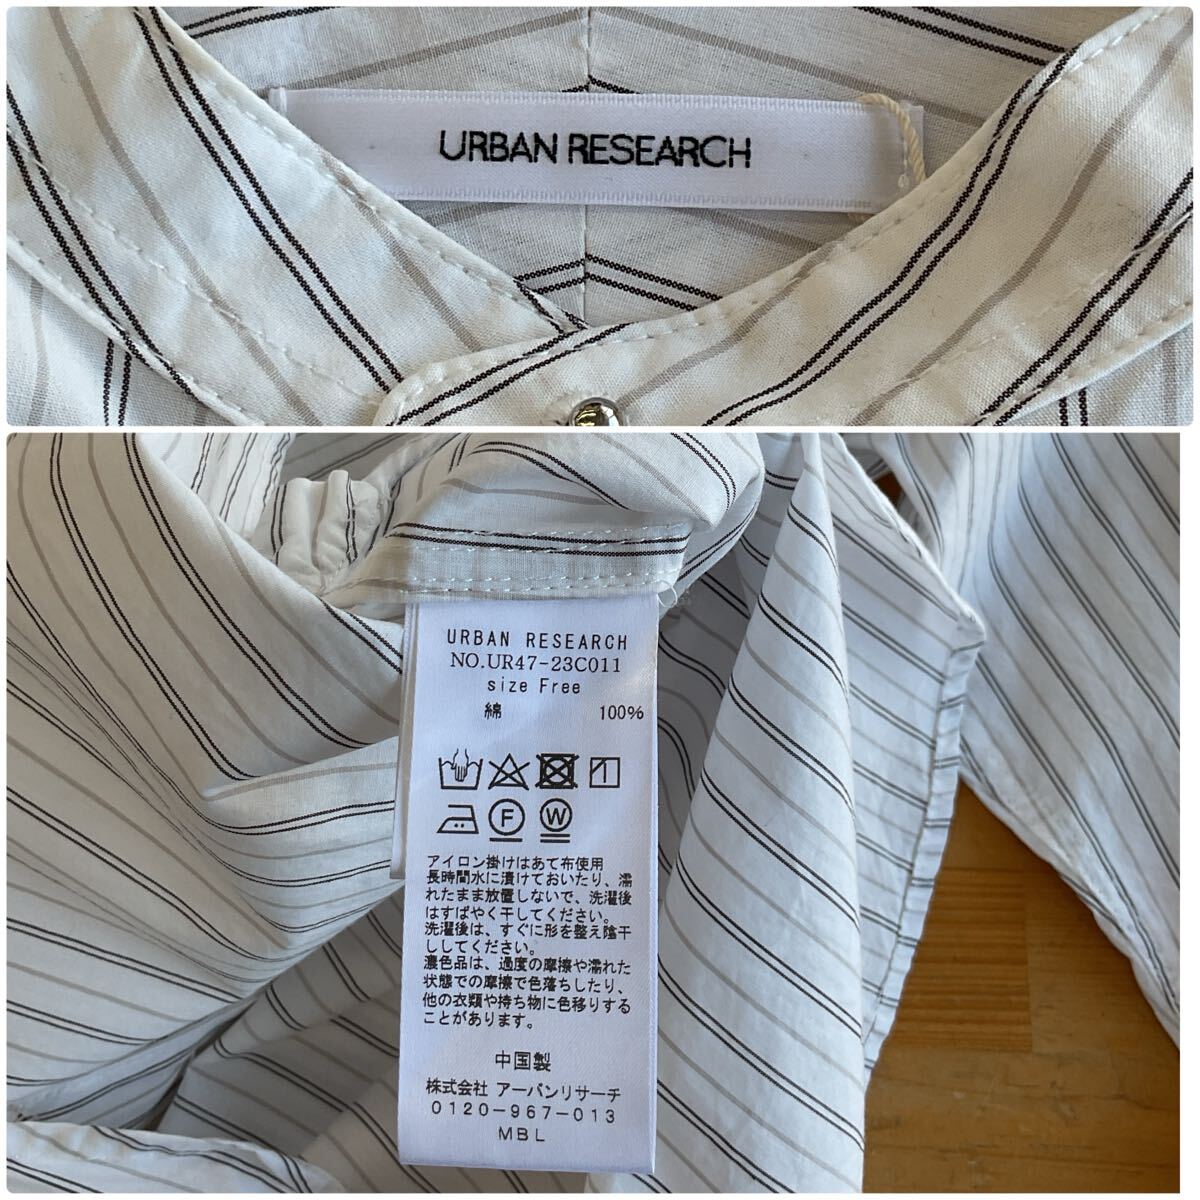 URBAN RESEARCH
URBAN RESEARCH
NO.UR47-23C011
size Free
綿 100%
F W
アイロン掛けはあて布使用
長時間水に漬けておいたり、濡
れたまま放置しないで、洗濯後
はすばやく干してください。
洗濯後は、すぐに形を整え陰干
ししてください。
濃色品は、過度の摩擦や濡れた
状態での摩擦で色落ちしたり、
他の衣類や持ち物に色移りする
ことがあります。
中国製
株式会社 アーバンリサーチ
0120-967-013
MBL